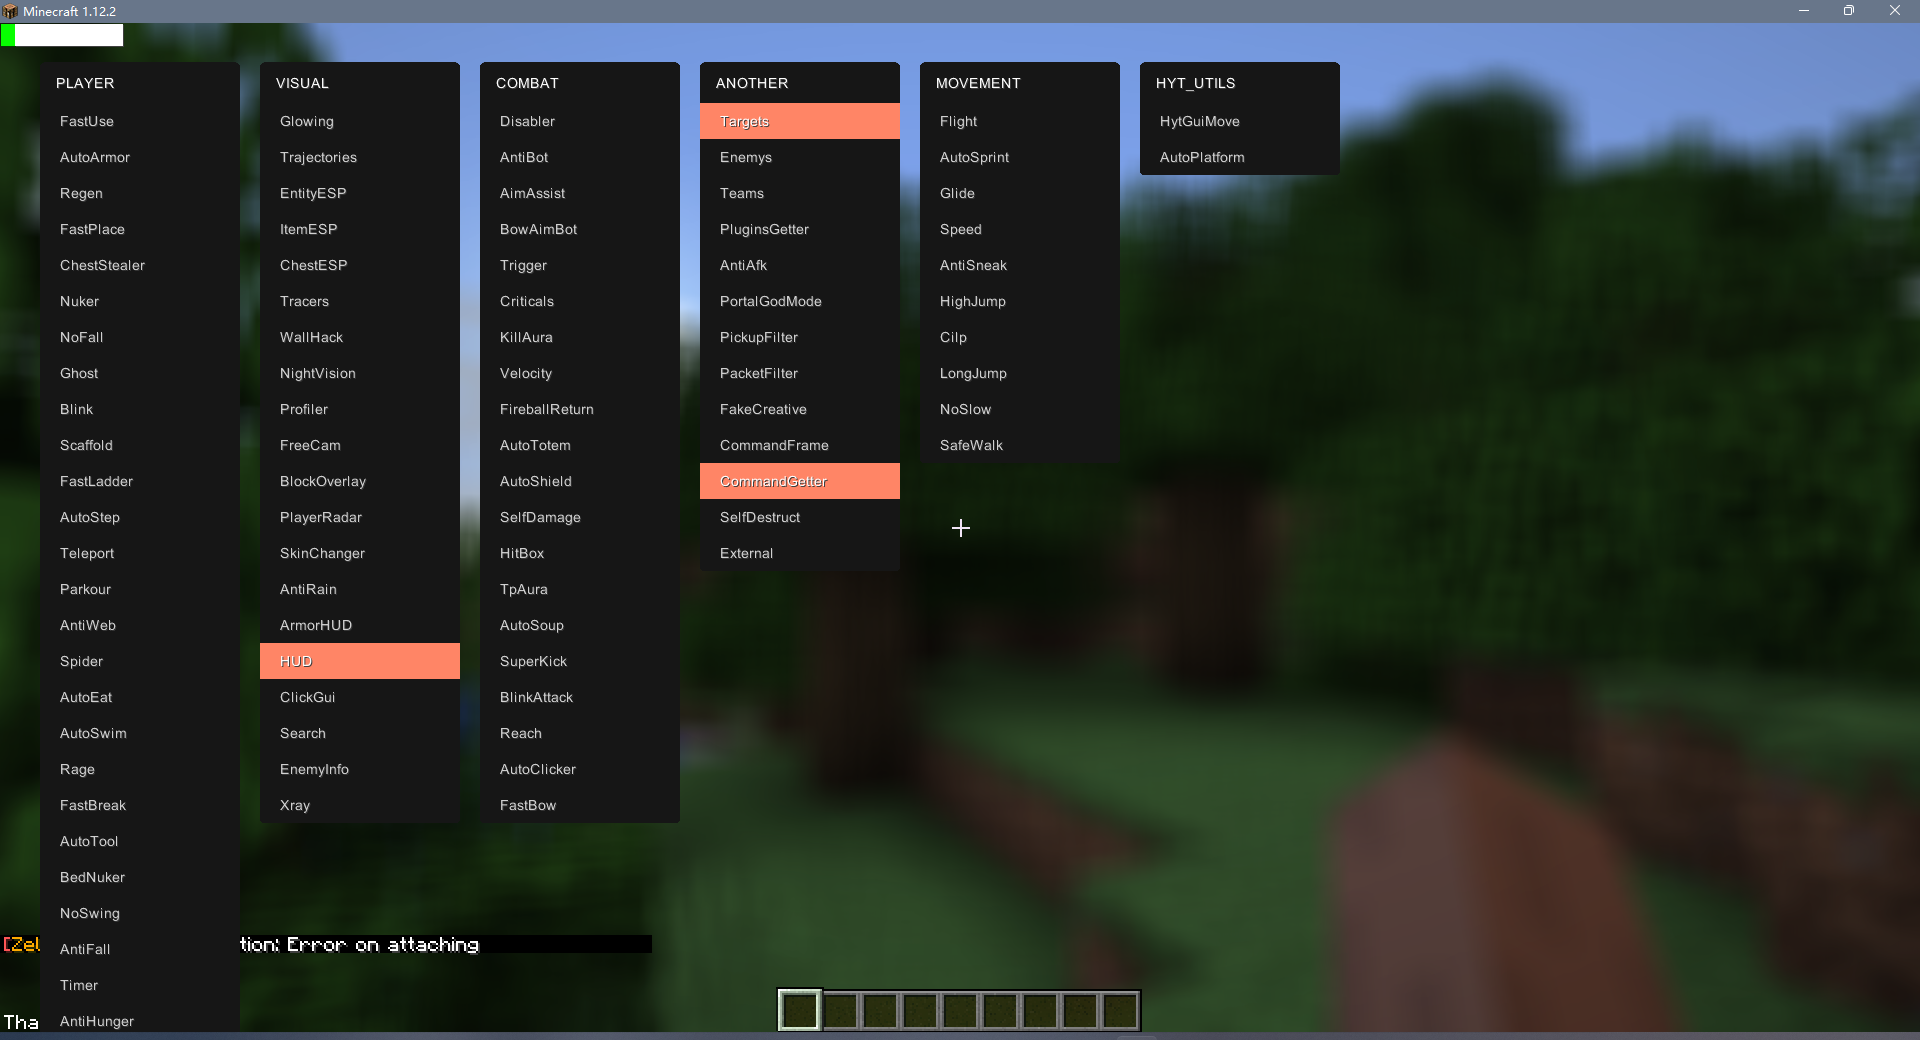 Minecraft 1.12.2
PLAYER
FastUse
AutoArmor
Regen
FastPlace
ChestStealer
Nuker
NoFall
Ghost
Blink
Scaffold
FastLadder
AutoStep
Teleport
Parkour
AntiWeb
Spider
AutoEat
AutoSwim
Rage
FastBreak
AutoTool
BedNuker
NoSwing
AntiFall
Timer
AntiHunger
VISUAL
Glowing
Trajectories
EntityESP
ItemESP
ChestESP
Tracers
WallHack
NightVision
Profiler
FreeCam
BlockOverlay
PlayerRadar
SkinChanger
AntiRain
ArmorHUD
HUD
ClickGui
Search
EnemyInfo
Xray
COMBAT
Disabler
AntiBot
AimAssist
BowAimBot
Trigger
Criticals
KillAura
Velocity
FireballReturn
AutoTotem
AutoShield
SelfDamage
HitBox
TpAura
AutoSoup
SuperKick
BlinkAttack
Reach
AutoClicker
FastBow
ANOTHER
Targets
Enemys
Teams
PluginsGetter
AntiAfk
PortalGodMode
PickupFilter
PacketFilter
FakeCreative
CommandFrame
CommandGetter
SelfDestruct
External
MOVEMENT
Flight
AutoSprint
Glide
Speed
AntiSneak
HighJump
Cilp
LongJump
NoSlow
SafeWalk
HYT_UTILS
HytGuiMove
AutoPlatform
[Zel tion: Error on attaching
Tha